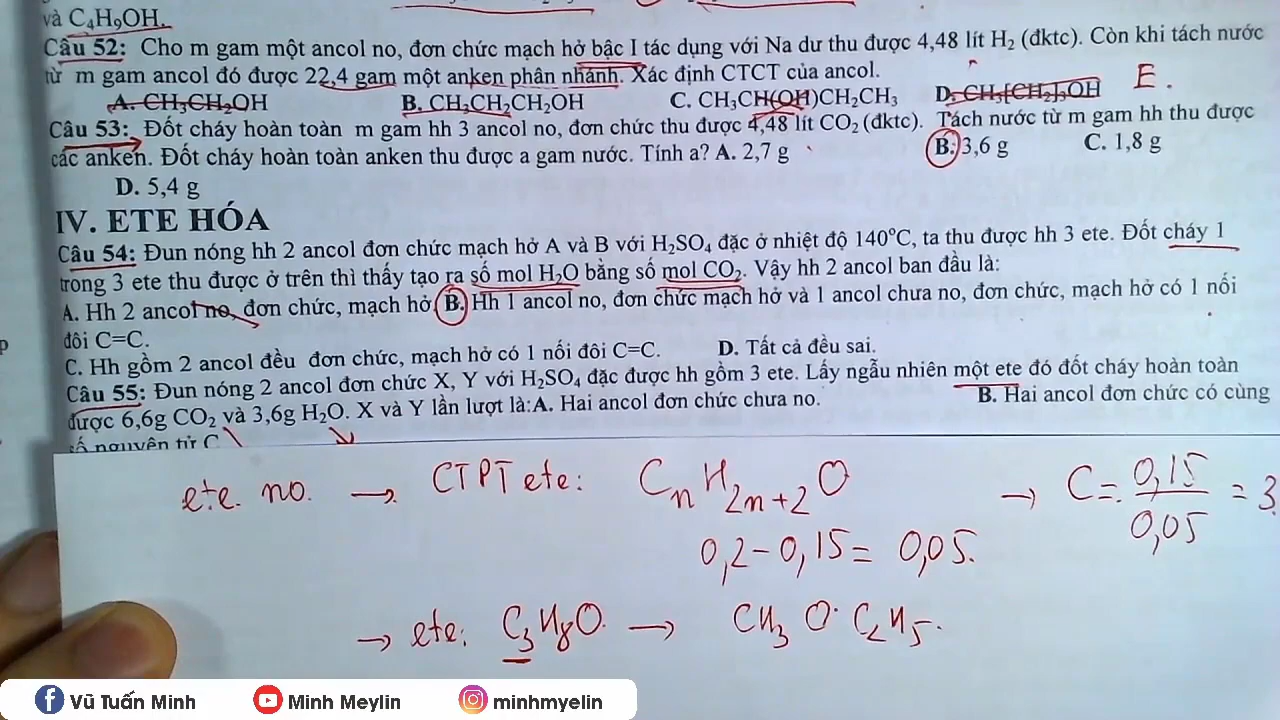 và C₄H₉OH.
Câu 52: Cho m gam một ancol no, đơn chức mạch hở bậc I tác dụng với Na dư thu được 4,48 lít H₂ (đktc). Còn khi tách nước
từ m gam ancol đó được 22,4 gam một anken phân nhánh. Xác định CTCT của ancol.
A. CH₃CH₂OH B. CH₃CH₂CH₂OH C. CH₃CH(OH)CH₂CH₃ D. CH₃[CH₂]₃OH E.
Câu 53: Đốt cháy hoàn toàn m gam hh 3 ancol no, đơn chức thu được 4,48 lít CO₂ (đktc). Tách nước từ m gam hh thu được
các anken. Đốt cháy hoàn toàn anken thu được a gam nước. Tính a? A. 2,7 g B. 3,6 g C. 1,8 g
D. 5,4 g
IV. ETE HÓA
Câu 54: Đun nóng hh 2 ancol đơn chức mạch hở A và B với H₂SO₄ đặc ở nhiệt độ 140°C, ta thu được hh 3 ete. Đốt cháy 1
trong 3 ete thu được ở trên thì thấy tạo ra số mol H₂O bằng số mol CO₂. Vậy hh 2 ancol ban đầu là:
A. Hh 2 ancol no, đơn chức, mạch hở B. Hh 1 ancol no, đơn chức mạch hở và 1 ancol chưa no, đơn chức, mạch hở có 1 nối
đôi C=C.
C. Hh gồm 2 ancol đều đơn chức, mạch hở có 1 nối đôi C=C. D. Tất cả đều sai.
Câu 55: Đun nóng 2 ancol đơn chức X, Y với H₂SO₄ đặc được hh gồm 3 ete. Lấy ngẫu nhiên một ete đó đốt cháy hoàn toàn
được 6,6g CO₂ và 3,6g H₂O. X và Y lần lượt là:A. Hai ancol đơn chức chưa no. B. Hai ancol đơn chức có cùng
số nguyên tử C
ete no. → CTPT ete: CₙH₂ₙ₊₂O → C = 0,15/0,05 = 3.
0,2 - 0,15 = 0,05.
→ ete: C₃H₈O. → CH₃ O C₂H₅.
Vũ Tuấn Minh Minh Meylin minhmyelin